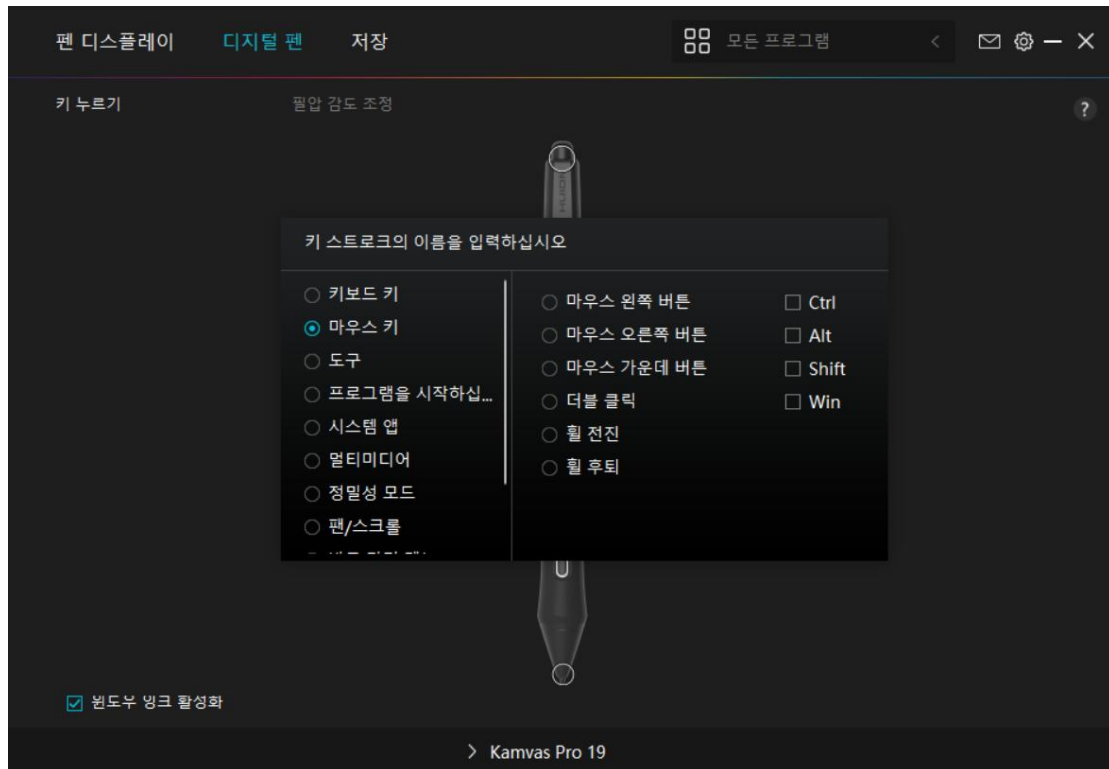 펜 디스플레이 디지털 펜 저장 모든 프로그램
키 누르기 필압 감도 조정 ?
HUION
키 스트로크의 이름을 입력하십시오
키보드 키
마우스 키
도구
프로그램을 시작하십...
시스템 앱
멀티미디어
정밀성 모드
팬/스크롤
마우스 왼쪽 버튼 Ctrl
마우스 오른쪽 버튼 Alt
마우스 가운데 버튼 Shift
더블 클릭 Win
휠 전진
휠 후퇴
윈도우 잉크 활성화
Kamvas Pro 19